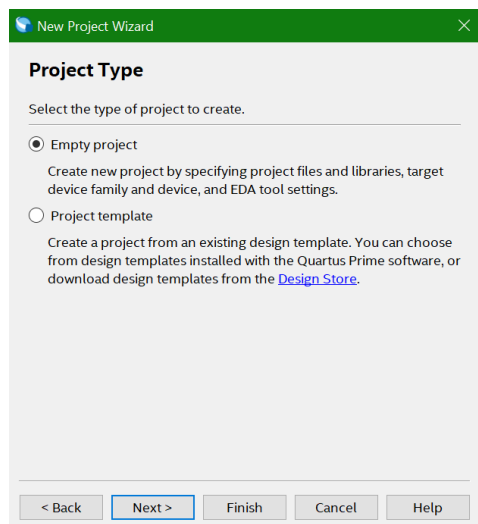 New Project Wizard
Project Type
Select the type of project to create.
Empty project
Create new project by specifying project files and libraries, target
device family and device, and EDA tool settings.
Project template
Create a project from an existing design template. You can choose
from design templates installed with the Quartus Prime software, or
download design templates from the Design Store.
< Back Next > Finish Cancel Help